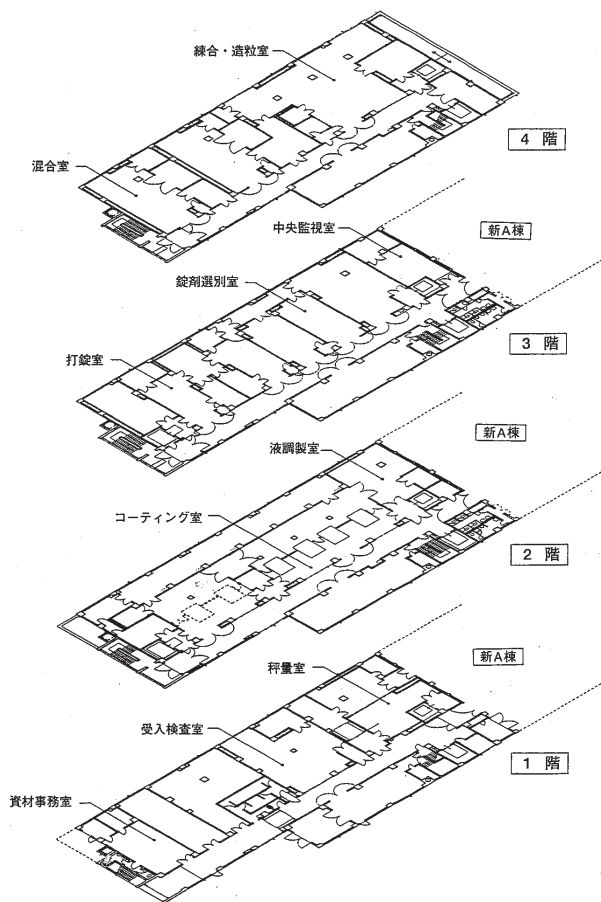 練合・造粒室
4 階
混合室
新A棟
中央監視室
錠剤選別室
3 階
打錠室
新A棟
液調製室
コーティング室
2 階
新A棟
秤量室
受入検査室
1 階
資材事務室